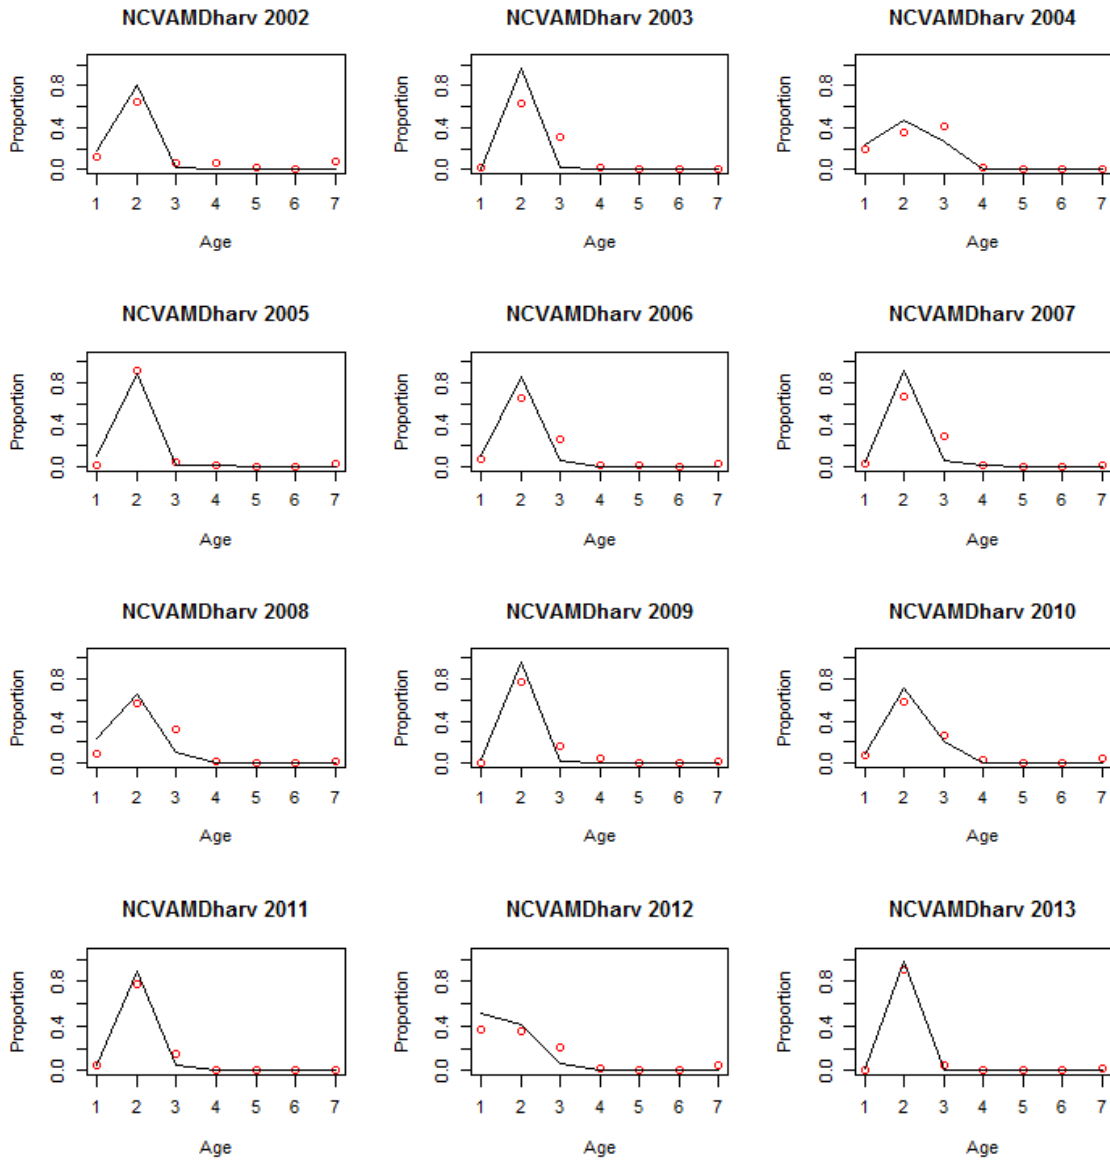 NCVAMDharv 2002 NCVAMDharv 2003 NCVAMDharv 2004
Proportion 0.0 0.4 0.8 Proportion 0.0 0.4 0.8 Proportion 0.0 0.4 0.8
1 2 3 4 5 6 7 1 2 3 4 5 6 7 1 2 3 4 5 6 7
Age Age Age
NCVAMDharv 2005 NCVAMDharv 2006 NCVAMDharv 2007
Proportion 0.0 0.4 0.8 Proportion 0.0 0.4 0.8 Proportion 0.0 0.4 0.8
1 2 3 4 5 6 7 1 2 3 4 5 6 7 1 2 3 4 5 6 7
Age Age Age
NCVAMDharv 2008 NCVAMDharv 2009 NCVAMDharv 2010
Proportion 0.0 0.4 0.8 Proportion 0.0 0.4 0.8 Proportion 0.0 0.4 0.8
1 2 3 4 5 6 7 1 2 3 4 5 6 7 1 2 3 4 5 6 7
Age Age Age
NCVAMDharv 2011 NCVAMDharv 2012 NCVAMDharv 2013
Proportion 0.0 0.4 0.8 Proportion 0.0 0.4 0.8 Proportion 0.0 0.4 0.8
1 2 3 4 5 6 7 1 2 3 4 5 6 7 1 2 3 4 5 6 7
Age Age Age